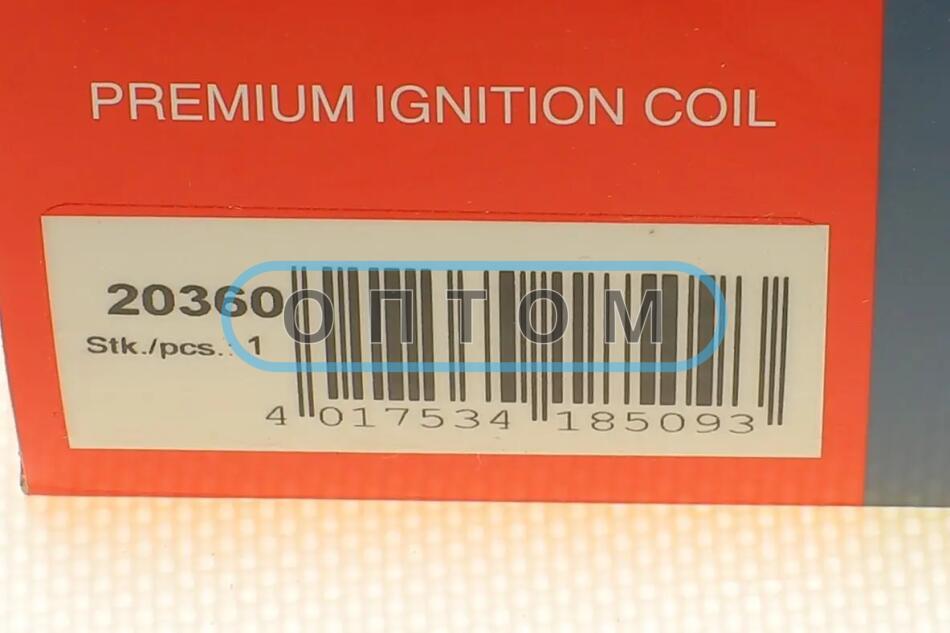 PREMIUM IGNITION COIL
20360
ОПТОМ
Stk./pcs.: 1
4 017534 185093